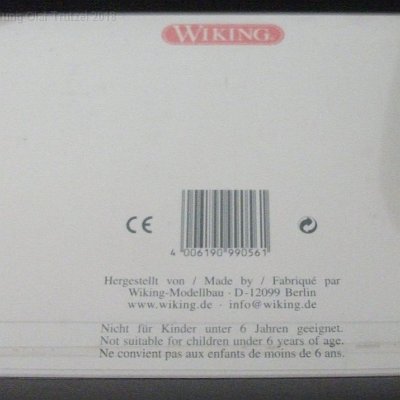 Olaf 2018
WIKING
CE
4 006190 990561
Hergestellt von / Made by / Fabriqué par
Wiking-Modellbau · D-12099 Berlin
www.wiking.de · info@wiking.de
Nicht für Kinder unter 6 Jahren geeignet.
Not suitable for children under 6 years of age.
Ne convient pas aux enfants de moins de 6 ans.